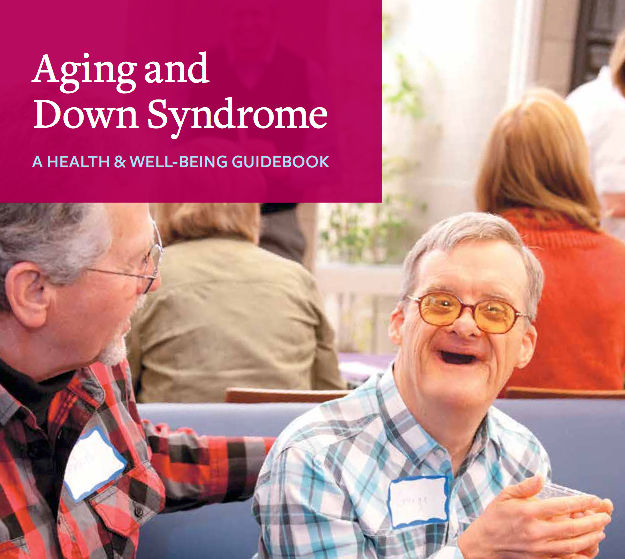 Aging and
Down Syndrome
A HEALTH & WELL-BEING GUIDEBOOK